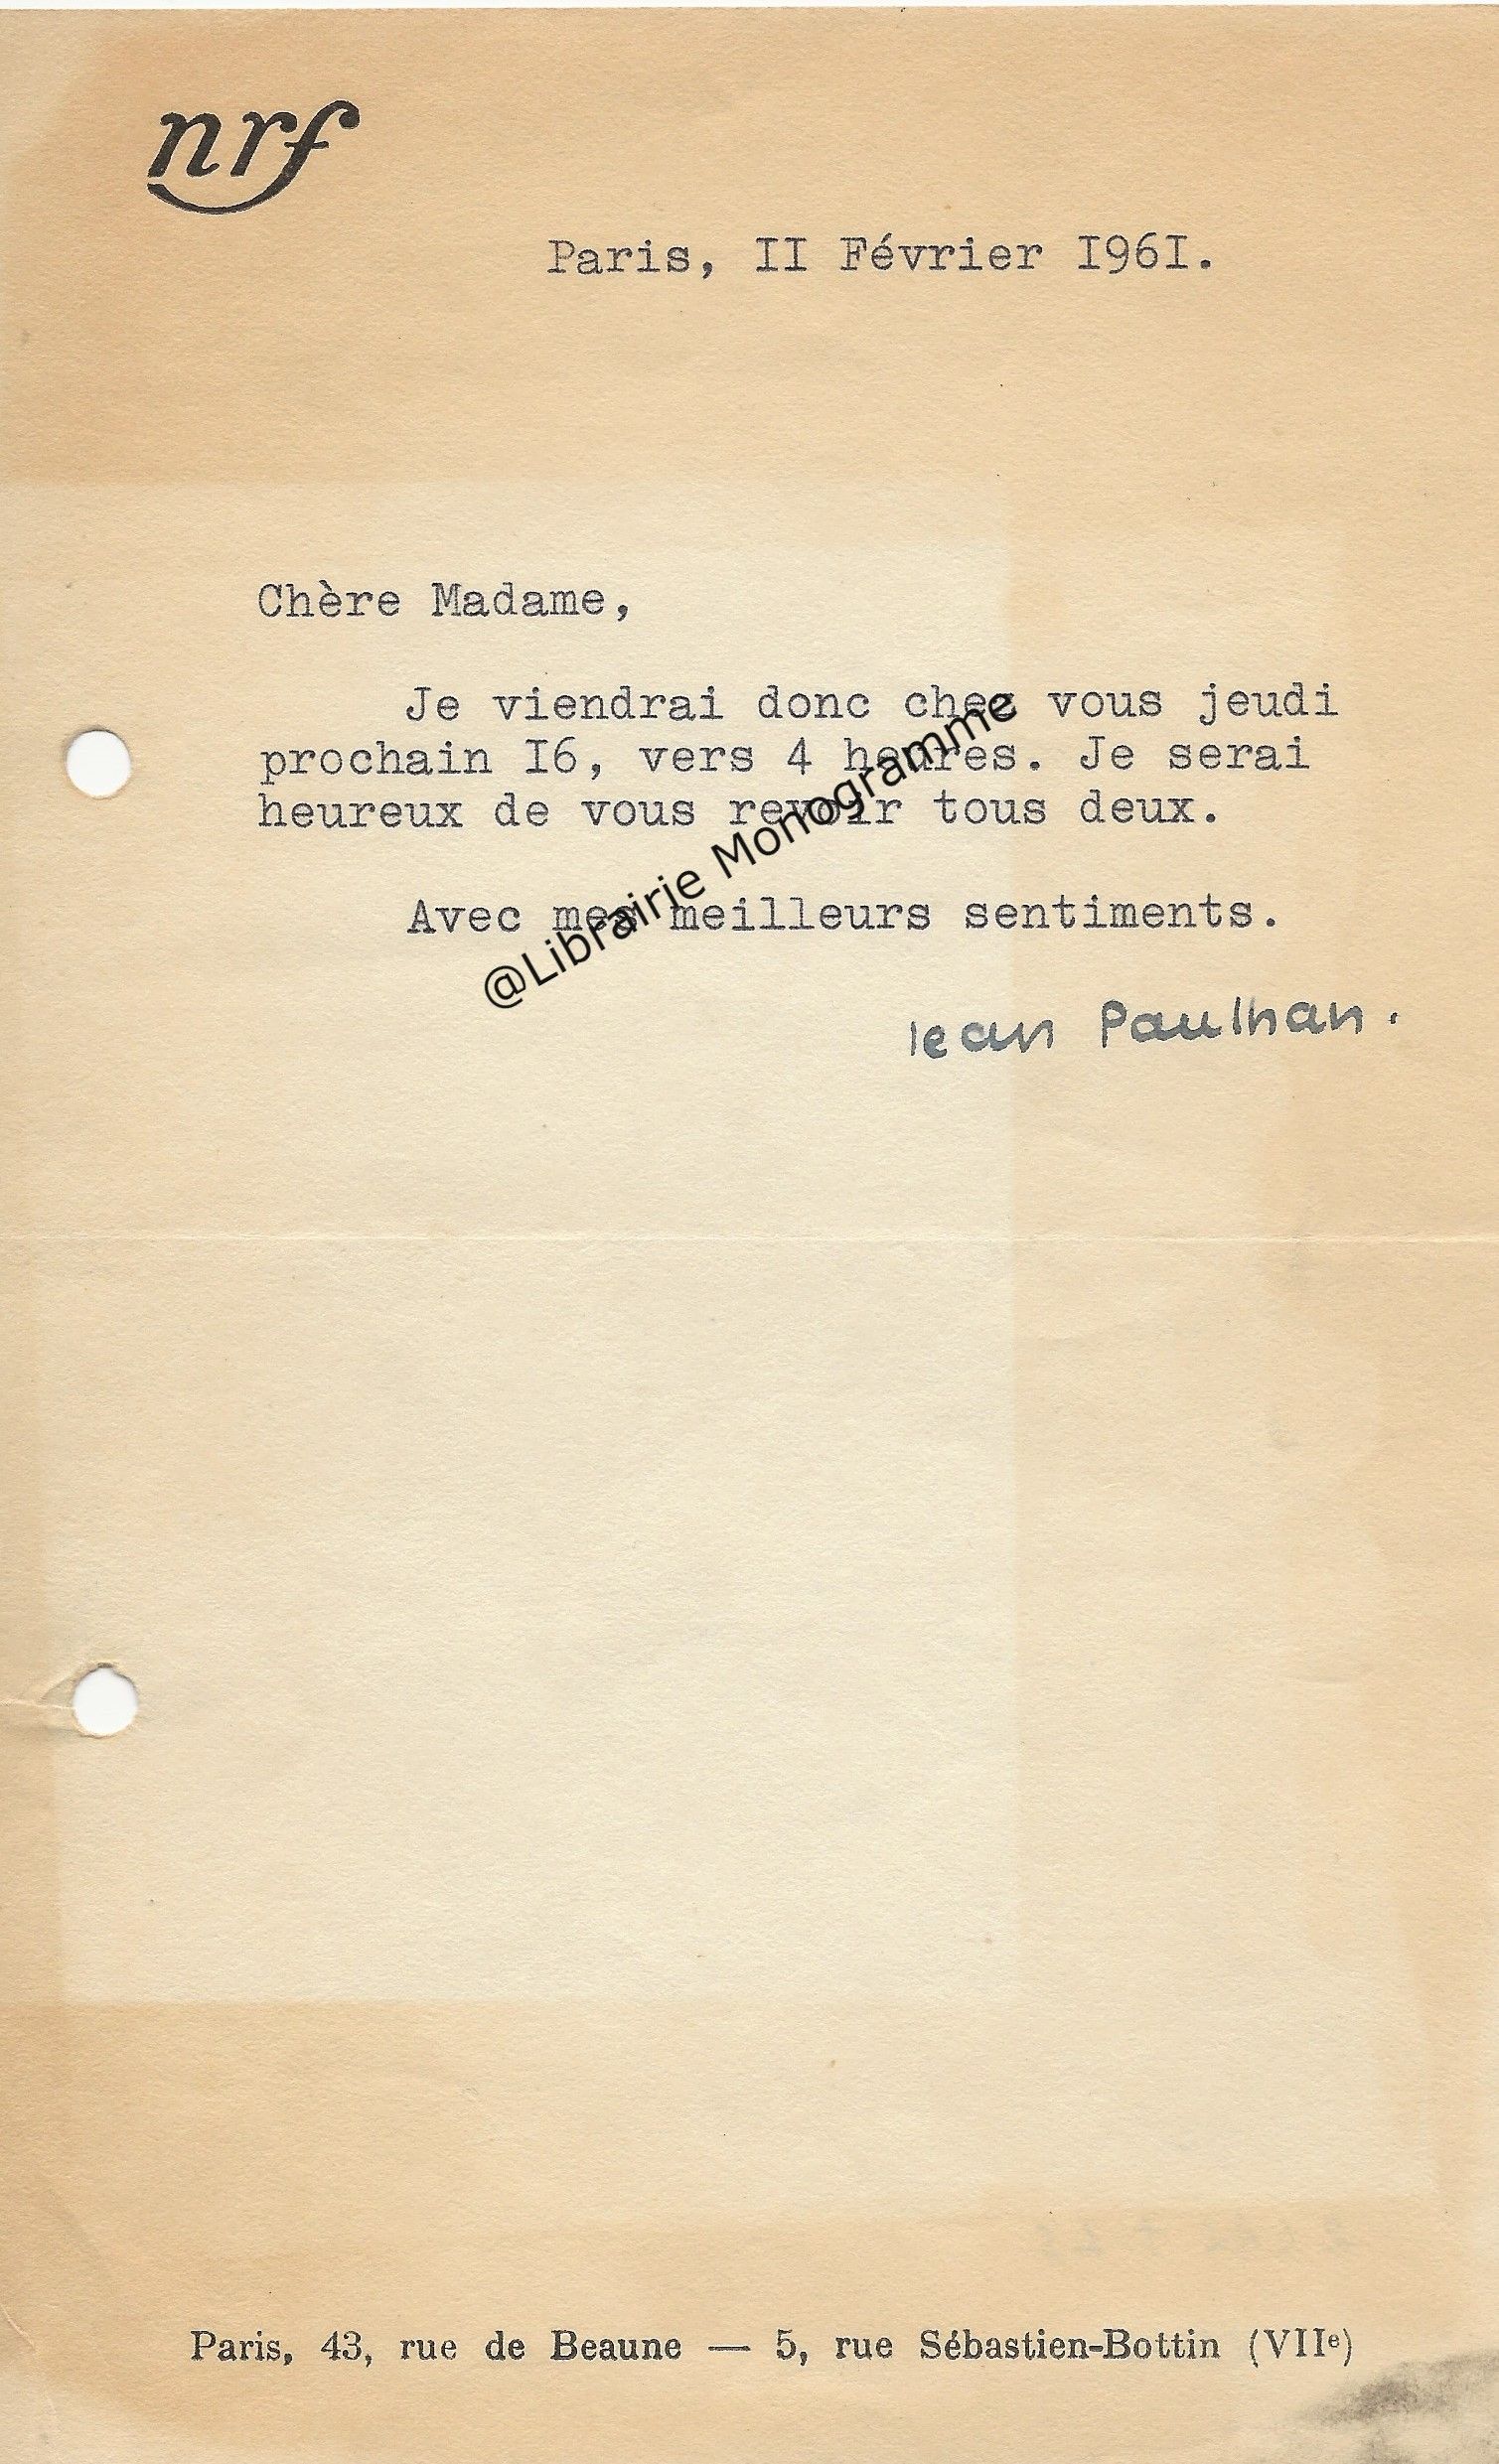 nrf
Paris, II Février I96I.
Chère Madame,
Je viendrai donc chez vous jeudi
prochain I6, vers 4 heures. Je serai
heureux de vous revoir tous deux.
Avec mes meilleurs sentiments.
Jean Paulhan.
@Librairie Monogramme
Paris, 43, rue de Beaune — 5, rue Sébastien-Bottin (VIIe)